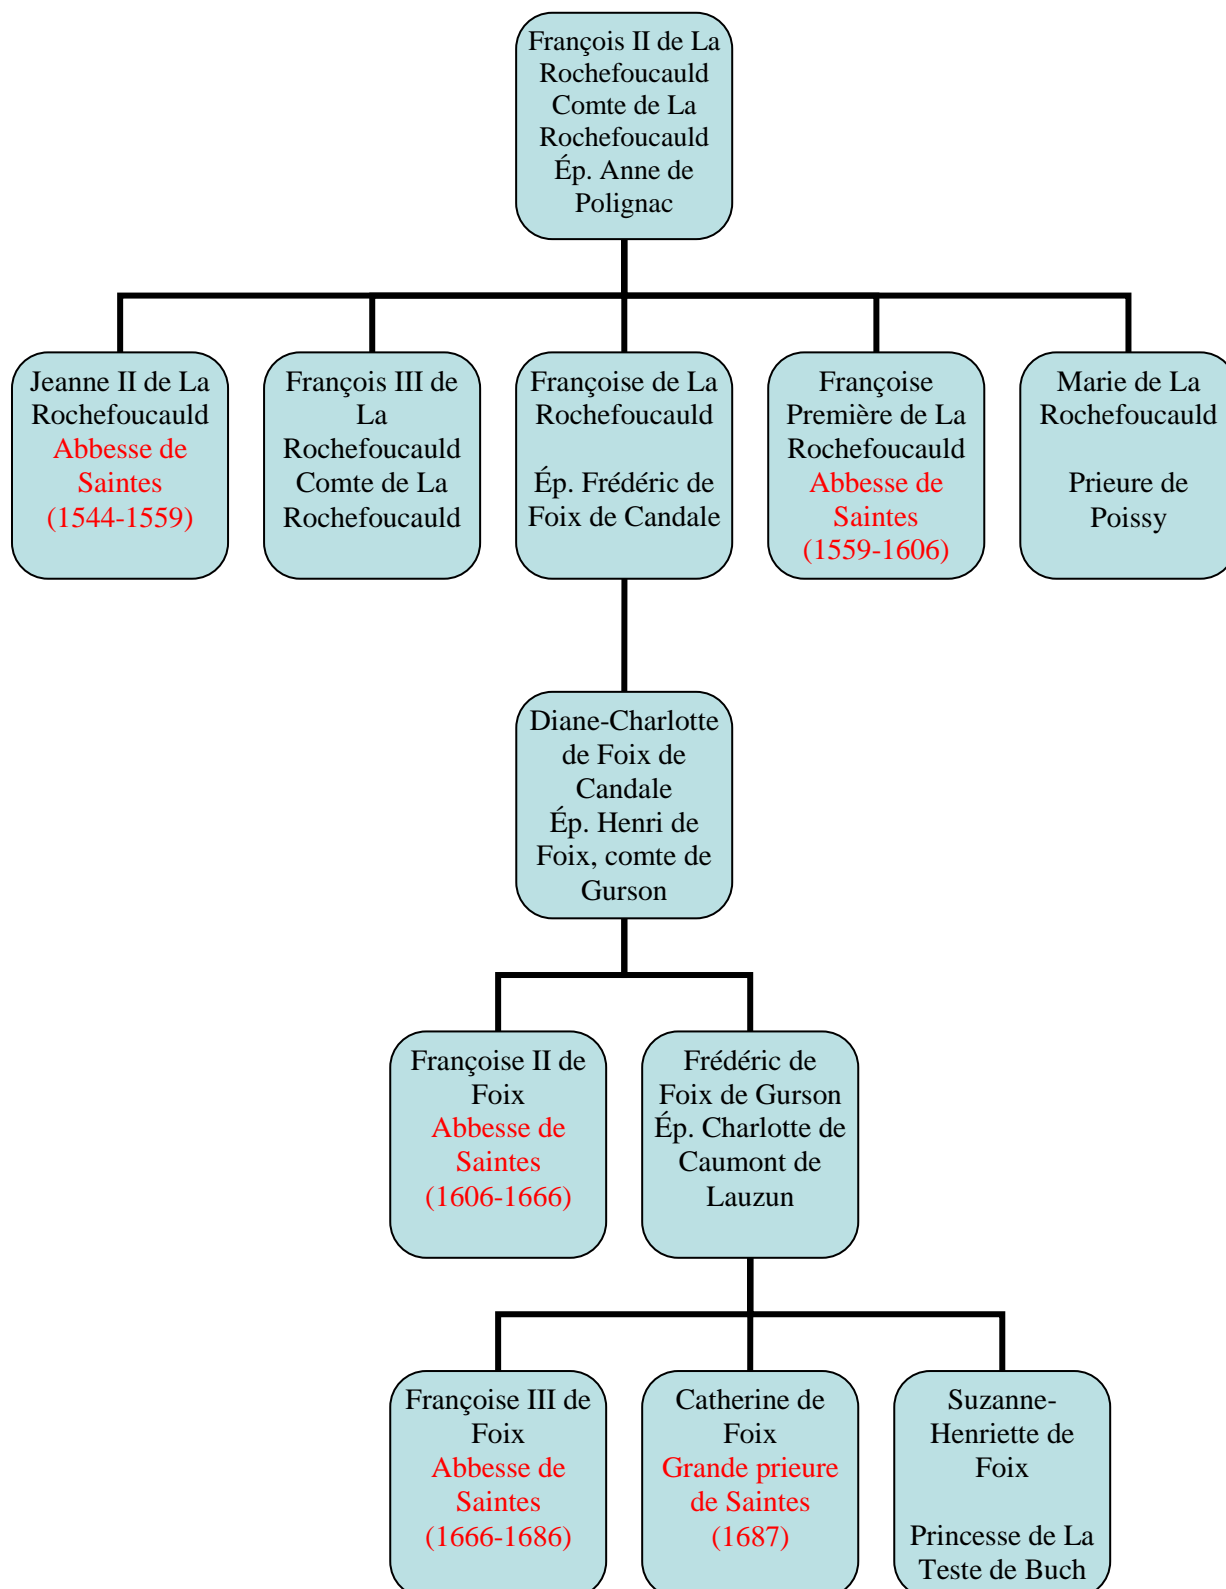 François II de La
Rochefoucauld
Comte de La
Rochefoucauld
Ép. Anne de
Polignac
Jeanne II de La
Rochefoucauld
Abbesse de
Saintes
(1544-1559)
François III de
La
Rochefoucauld
Comte de La
Rochefoucauld
Françoise de La
Rochefoucauld
Ép. Frédéric de
Foix de Candale
Françoise
Première de La
Rochefoucauld
Abbesse de
Saintes
(1559-1606)
Marie de La
Rochefoucauld
Prieure de
Poissy
Diane-Charlotte
de Foix de
Candale
Ép. Henri de
Foix, comte de
Gurson
Françoise II de
Foix
Abbesse de
Saintes
(1606-1666)
Frédéric de
Foix de Gurson
Ép. Charlotte de
Caumont de
Lauzun
Françoise III de
Foix
Abbesse de
Saintes
(1666-1686)
Catherine de
Foix
Grande prieure
de Saintes
(1687)
Suzanne-
Henriette de
Foix
Princesse de La
Teste de Buch